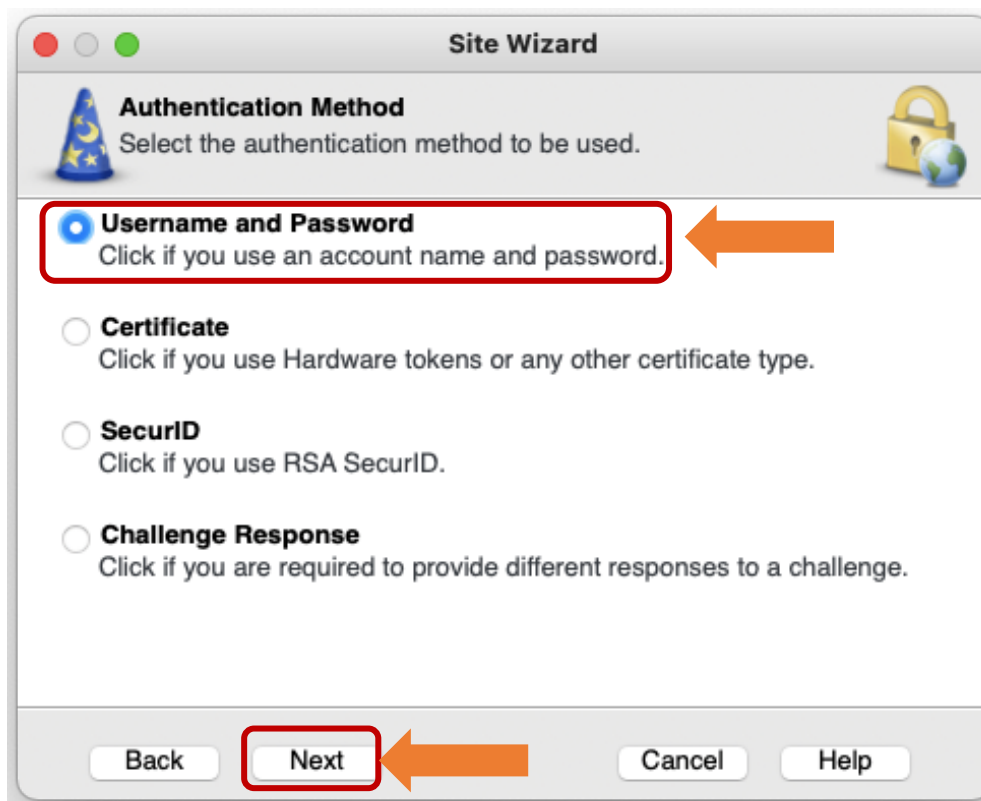 Site Wizard
Authentication Method
Select the authentication method to be used.
Username and Password
Click if you use an account name and password.
Certificate
Click if you use Hardware tokens or any other certificate type.
SecurID
Click if you use RSA SecurID.
Challenge Response
Click if you are required to provide different responses to a challenge.
Back Next Cancel Help